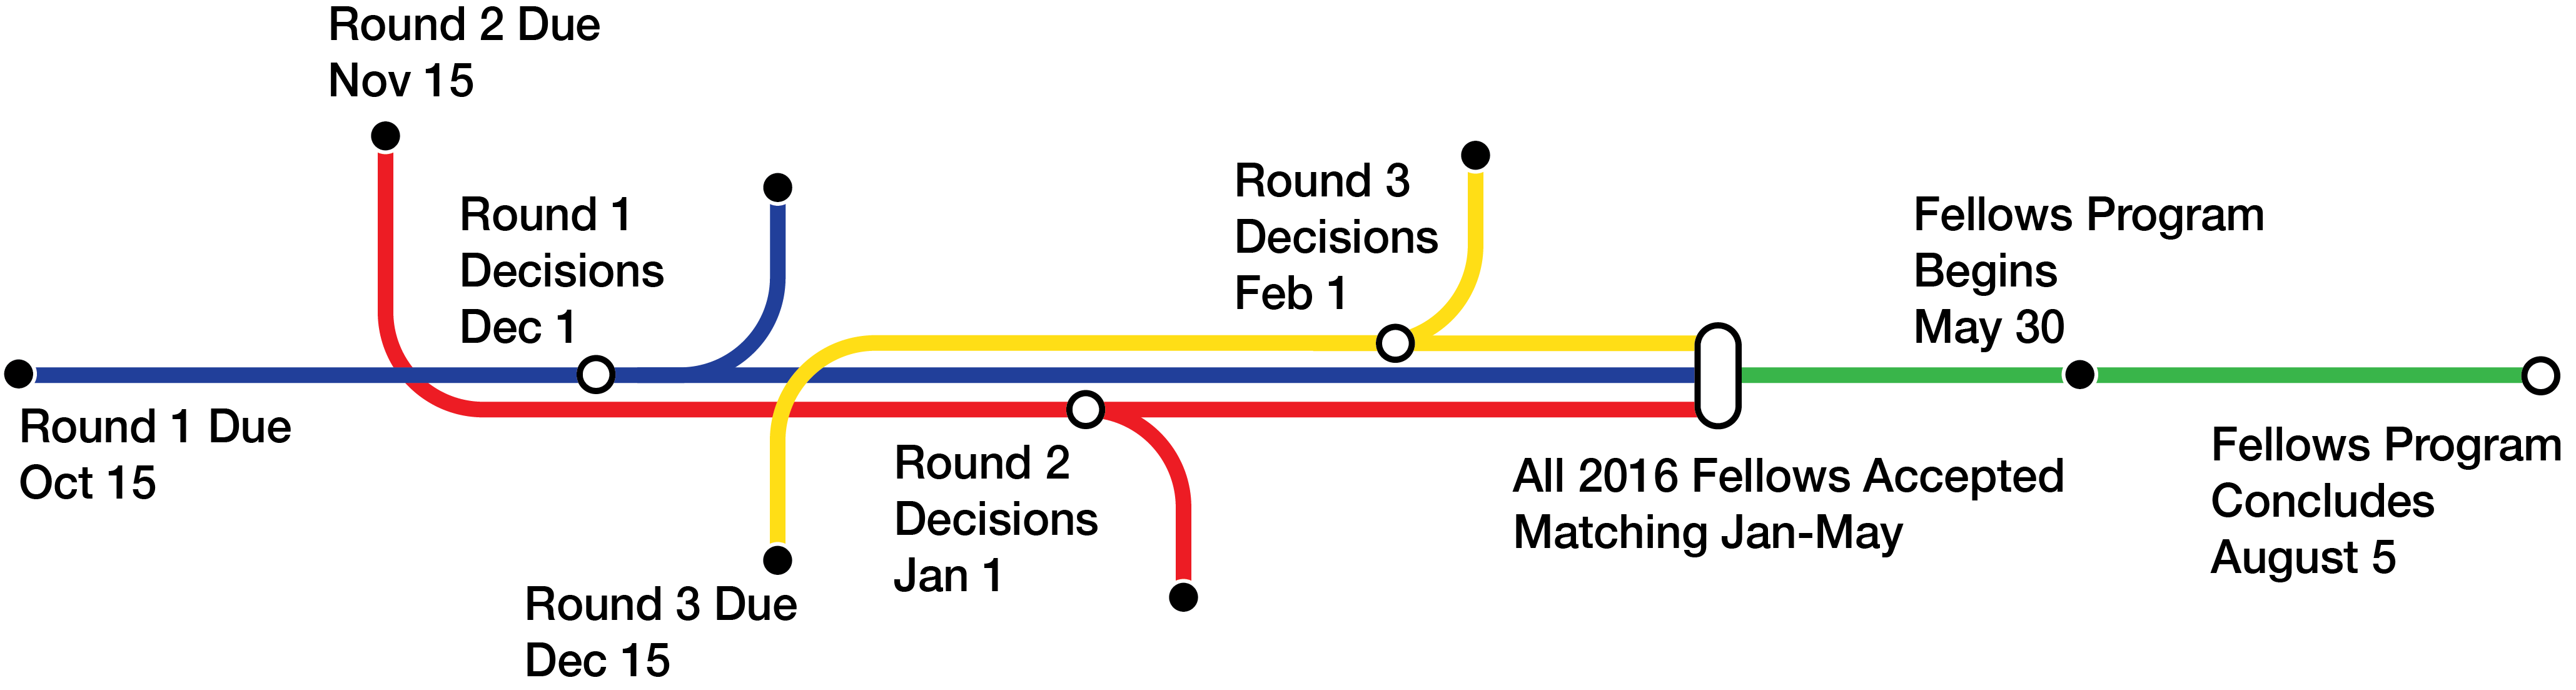 Round 2 Due
Nov 15
Round 1
Decisions
Dec 1
Round 3
Decisions
Feb 1
Fellows Program
Begins
May 30
Round 1 Due
Oct 15
Round 2
Decisions
Jan 1
All 2016 Fellows Accepted
Matching Jan-May
Fellows Program
Concludes
August 5
Round 3 Due
Dec 15